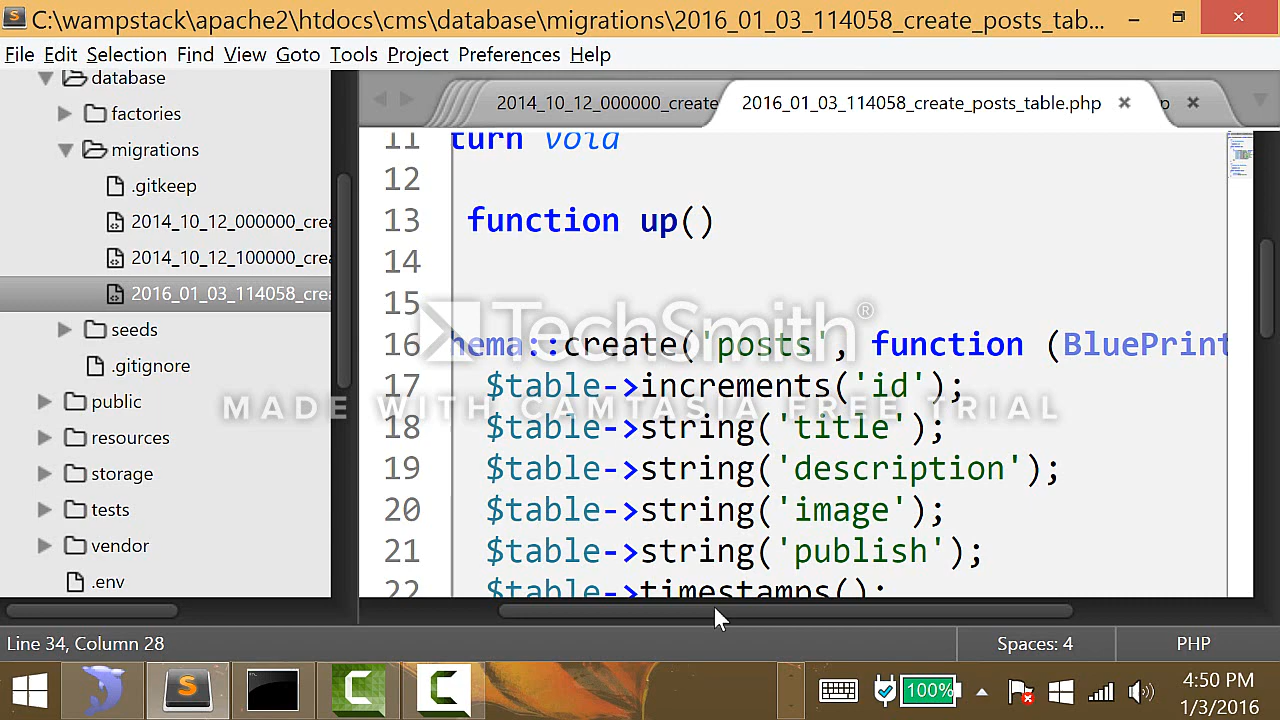 C:\wampstack\apache2\htdocs\cms\database\migrations\2016_01_03_114058_create_posts_tab...
File Edit Selection Find View Goto Tools Project Preferences Help
database
factories
migrations
.gitkeep
2014_10_12_000000_crea
2014_10_12_100000_crea
2016_01_03_114058_crea
seeds
.gitignore
public
resources
storage
tests
vendor
.env
2014_10_12_000000_create
2016_01_03_114058_create_posts_table.php
p
11 turn void
12
13 function up()
14
15
16 hema::create('posts', function (BluePrint
17 $table->increments('id');
18 $table->string('title');
19 $table->string('description');
20 $table->string('image');
21 $table->string('publish');
22 $table->timestamps();
TechSmith®
MADE WITH CAMTASIA FREE TRIAL
Line 34, Column 28
Spaces: 4
PHP
100%
4:50 PM
1/3/2016